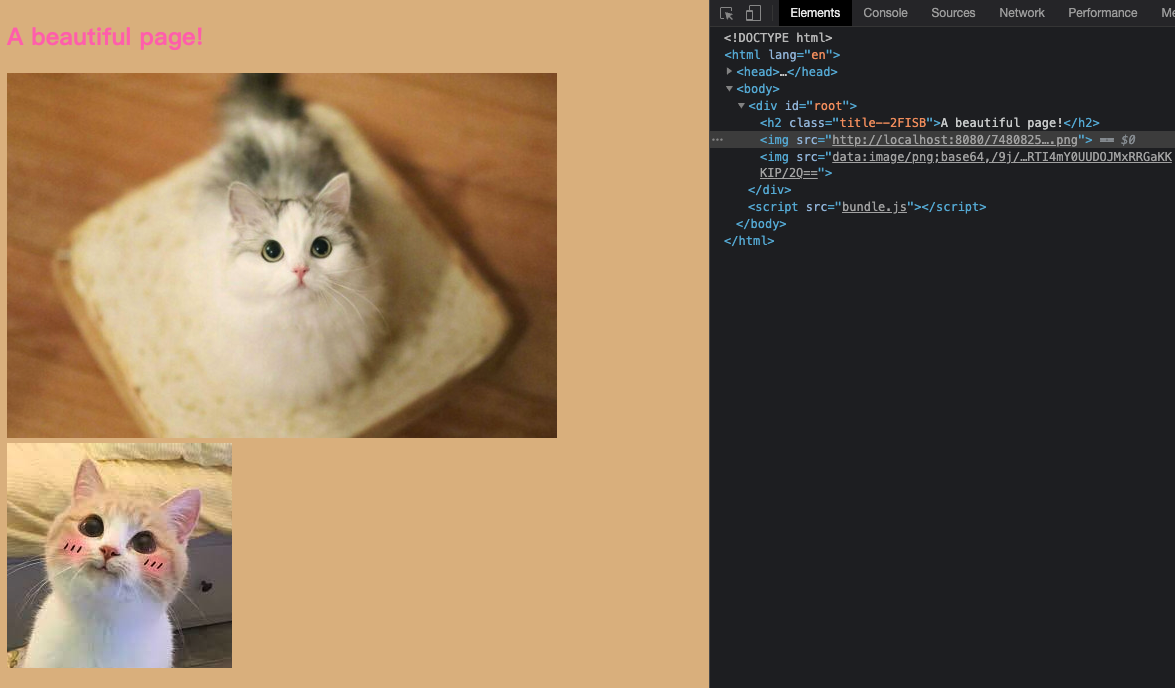 A beautiful page!
Elements Console Sources Network Performance Me
<!DOCTYPE html>
<html lang="en">
<head>…</head>
<body>
<div id="root">
<h2 class="title--2FISB">A beautiful page!</h2>
<img src="http://localhost:8080/7480825….png"> == $0
<img src="data:image/png;base64,/9j/…RTI4mY0UUDOJMxRRGaKK
KIP/2Q==">
</div>
<script src="bundle.js"></script>
</body>
</html>